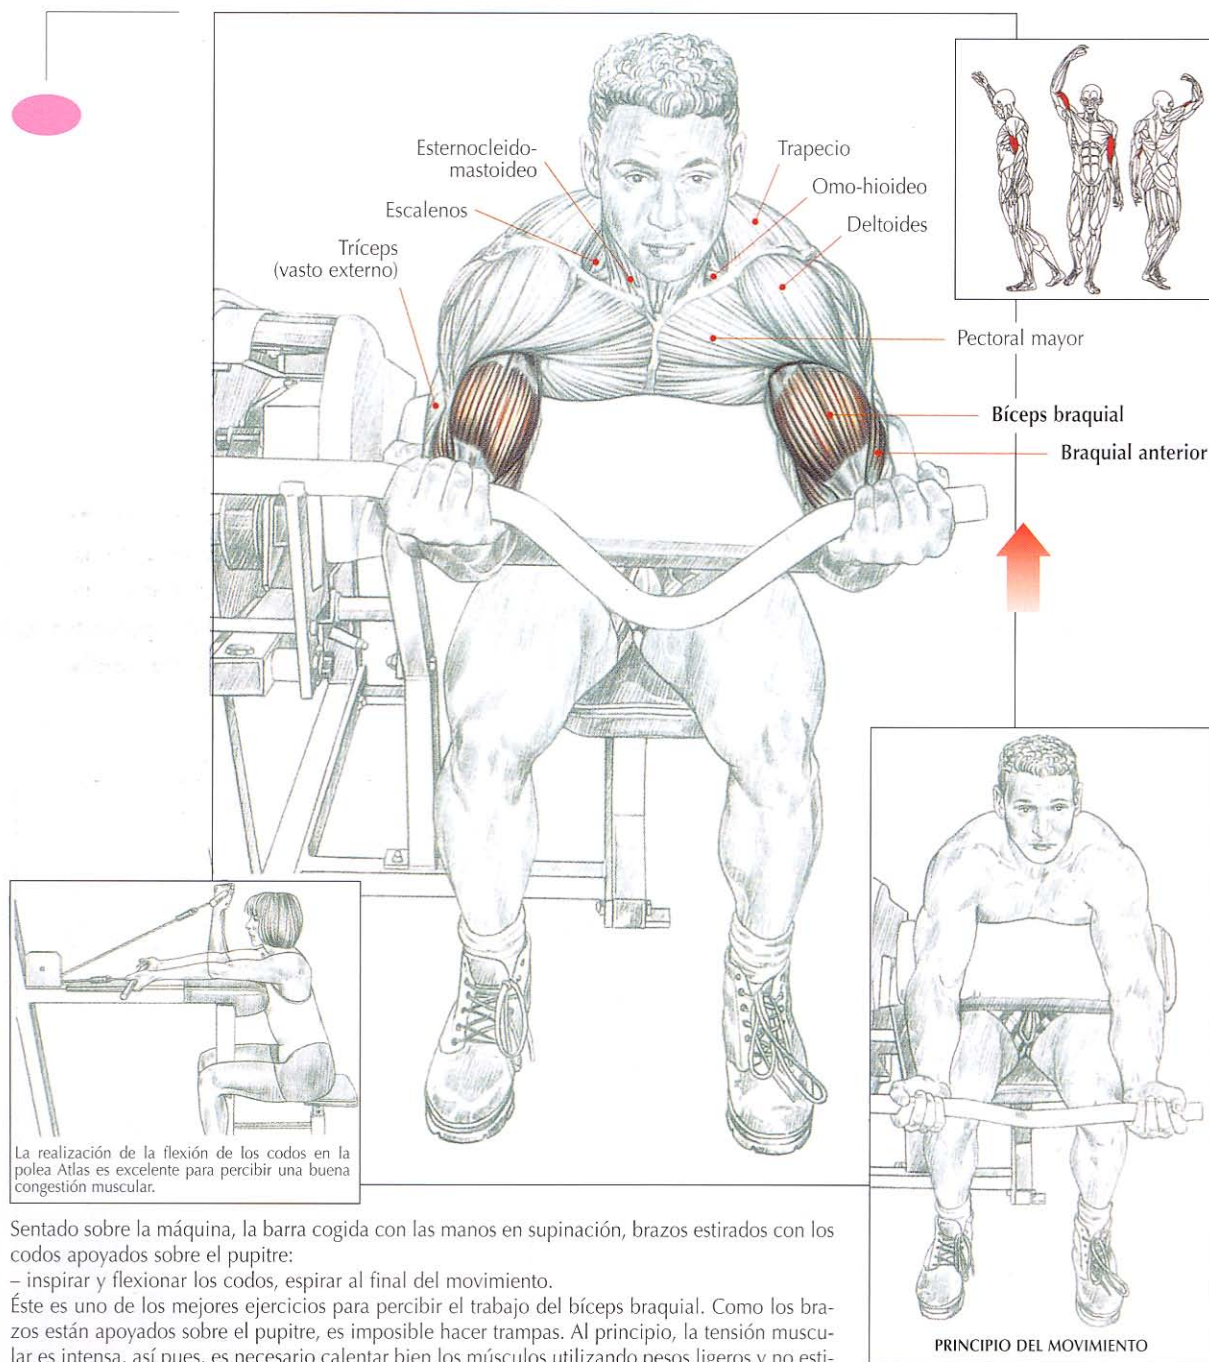 Esternocleido-
mastoideo
Escalenos
Tríceps
(vasto externo)
Trapecio
Omo-hioideo
Deltoides
Pectoral mayor
Bíceps braquial
Braquial anterior
La realización de la flexión de los codos en la
polea Atlas es excelente para percibir una buena
congestión muscular.
Sentado sobre la máquina, la barra cogida con las manos en supinación, brazos estirados con los
codos apoyados sobre el pupitre:
– inspirar y flexionar los codos, espirar al final del movimiento.
Éste es uno de los mejores ejercicios para percibir el trabajo del bíceps braquial. Como los bra-
zos están apoyados sobre el pupitre, es imposible hacer trampas. Al principio, la tensión muscu-
lar es intensa, así pues, es necesario calentar bien los músculos utilizando pesos ligeros y no esti-
PRINCIPIO DEL MOVIMIENTO